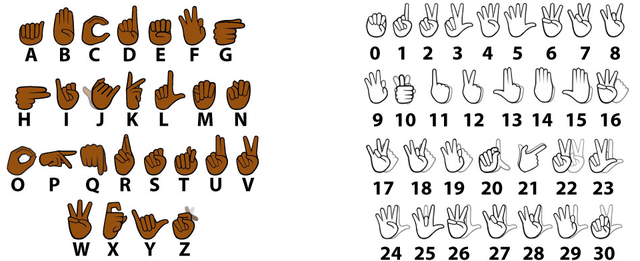 A B C D E F G
H I J K L M N
O P Q R S T U V
W X Y Z
0 1 2 3 4 5 6 7 8
9 10 11 12 13 14 15 16
17 18 19 20 21 22 23
24 25 26 27 28 29 30